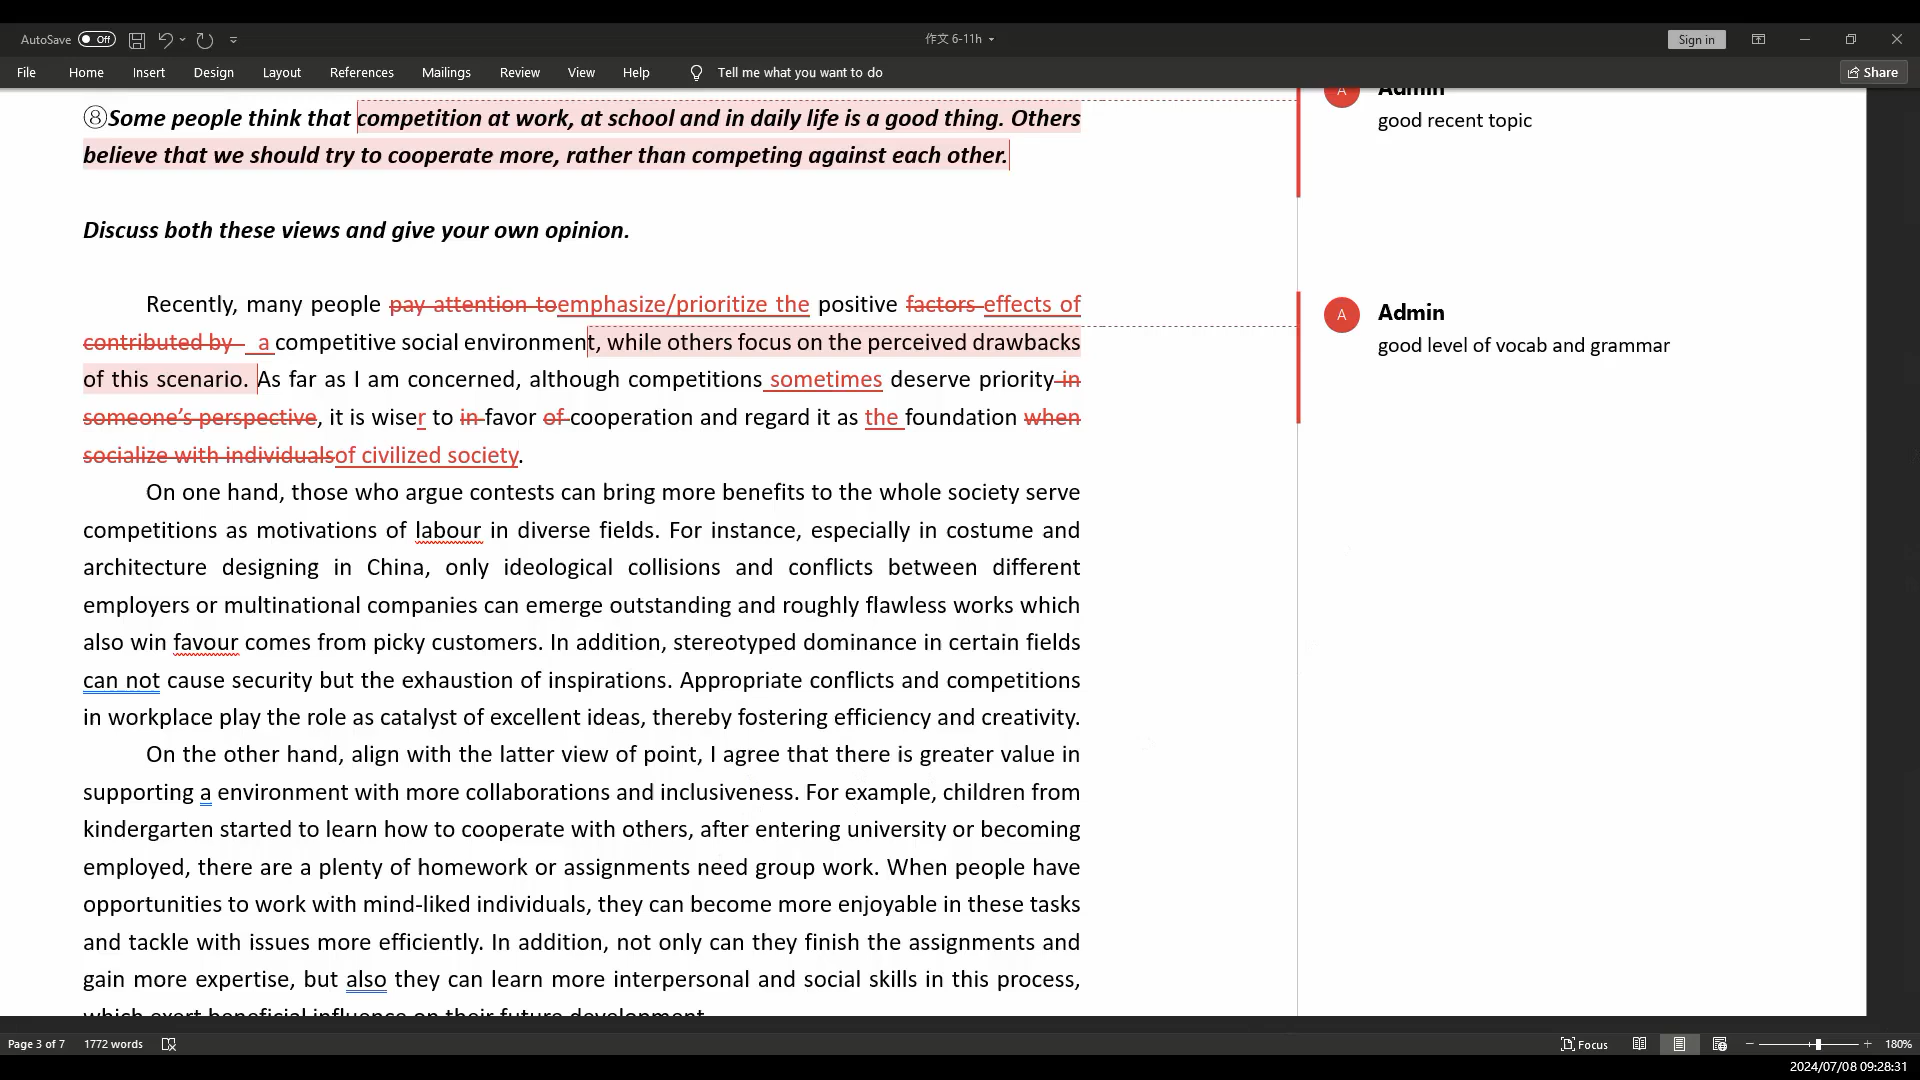 AutoSave Off 作文 6-11h Sign in
File Home Insert Design Layout References Mailings Review View Help Tell me what you want to do Share
⑧Some people think that competition at work, at school and in daily life is a good thing. Others
believe that we should try to cooperate more, rather than competing against each other.
Discuss both these views and give your own opinion.
Recently, many people pay attention toemphasize/prioritize the positive factors effects of
contributed by a competitive social environment, while others focus on the perceived drawbacks
of this scenario. As far as I am concerned, although competitions sometimes deserve priority in
someone's perspective, it is wiser to in favor of cooperation and regard it as the foundation when
socialize with individualsof civilized society.
On one hand, those who argue contests can bring more benefits to the whole society serve
competitions as motivations of labour in diverse fields. For instance, especially in costume and
architecture designing in China, only ideological collisions and conflicts between different
employers or multinational companies can emerge outstanding and roughly flawless works which
also win favour comes from picky customers. In addition, stereotyped dominance in certain fields
can not cause security but the exhaustion of inspirations. Appropriate conflicts and competitions
in workplace play the role as catalyst of excellent ideas, thereby fostering efficiency and creativity.
On the other hand, align with the latter view of point, I agree that there is greater value in
supporting a environment with more collaborations and inclusiveness. For example, children from
kindergarten started to learn how to cooperate with others, after entering university or becoming
employed, there are a plenty of homework or assignments need group work. When people have
opportunities to work with mind-liked individuals, they can become more enjoyable in these tasks
and tackle with issues more efficiently. In addition, not only can they finish the assignments and
gain more expertise, but also they can learn more interpersonal and social skills in this process,
which exert beneficial influence on their future development.
A Admin
good recent topic
A Admin
good level of vocab and grammar
Page 3 of 7 1772 words Focus 180%
2024/07/08 09:28:31